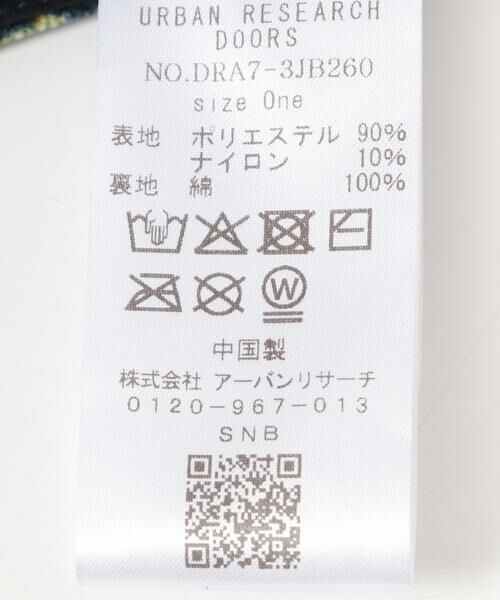 URBAN RESEARCH
DOORS
NO.DRA7-3JB260
size One
表地 ポリエステル 90%
ナイロン 10%
裏地 綿 100%
W
中国製
株式会社 アーバンリサーチ
0120-967-013
SNB